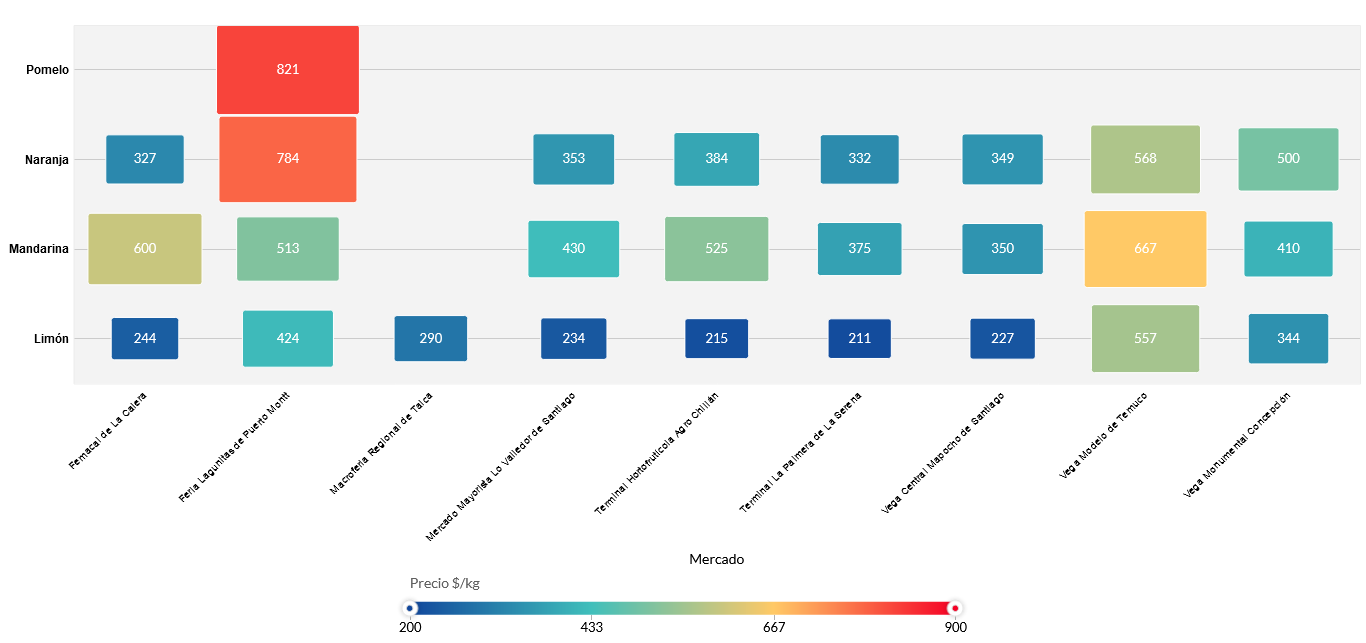 Pomelo
821
Naranja
327
784
353
384
332
349
568
500
Mandarina
600
513
430
525
375
350
667
410
Limón
244
424
290
234
215
211
227
557
344
Femacal de La Calera
Feria Lagunitas de Puerto Montt
Macroferia Regional de Talca
Mercado Mayorista Lo Valledor de Santiago
Terminal Hortofrutícola Agro Chillán
Terminal La Palmera de La Serena
Vega Central Mapocho de Santiago
Vega Modelo de Temuco
Vega Monumental Concepción
Mercado
Precio $/kg
200
433
667
900